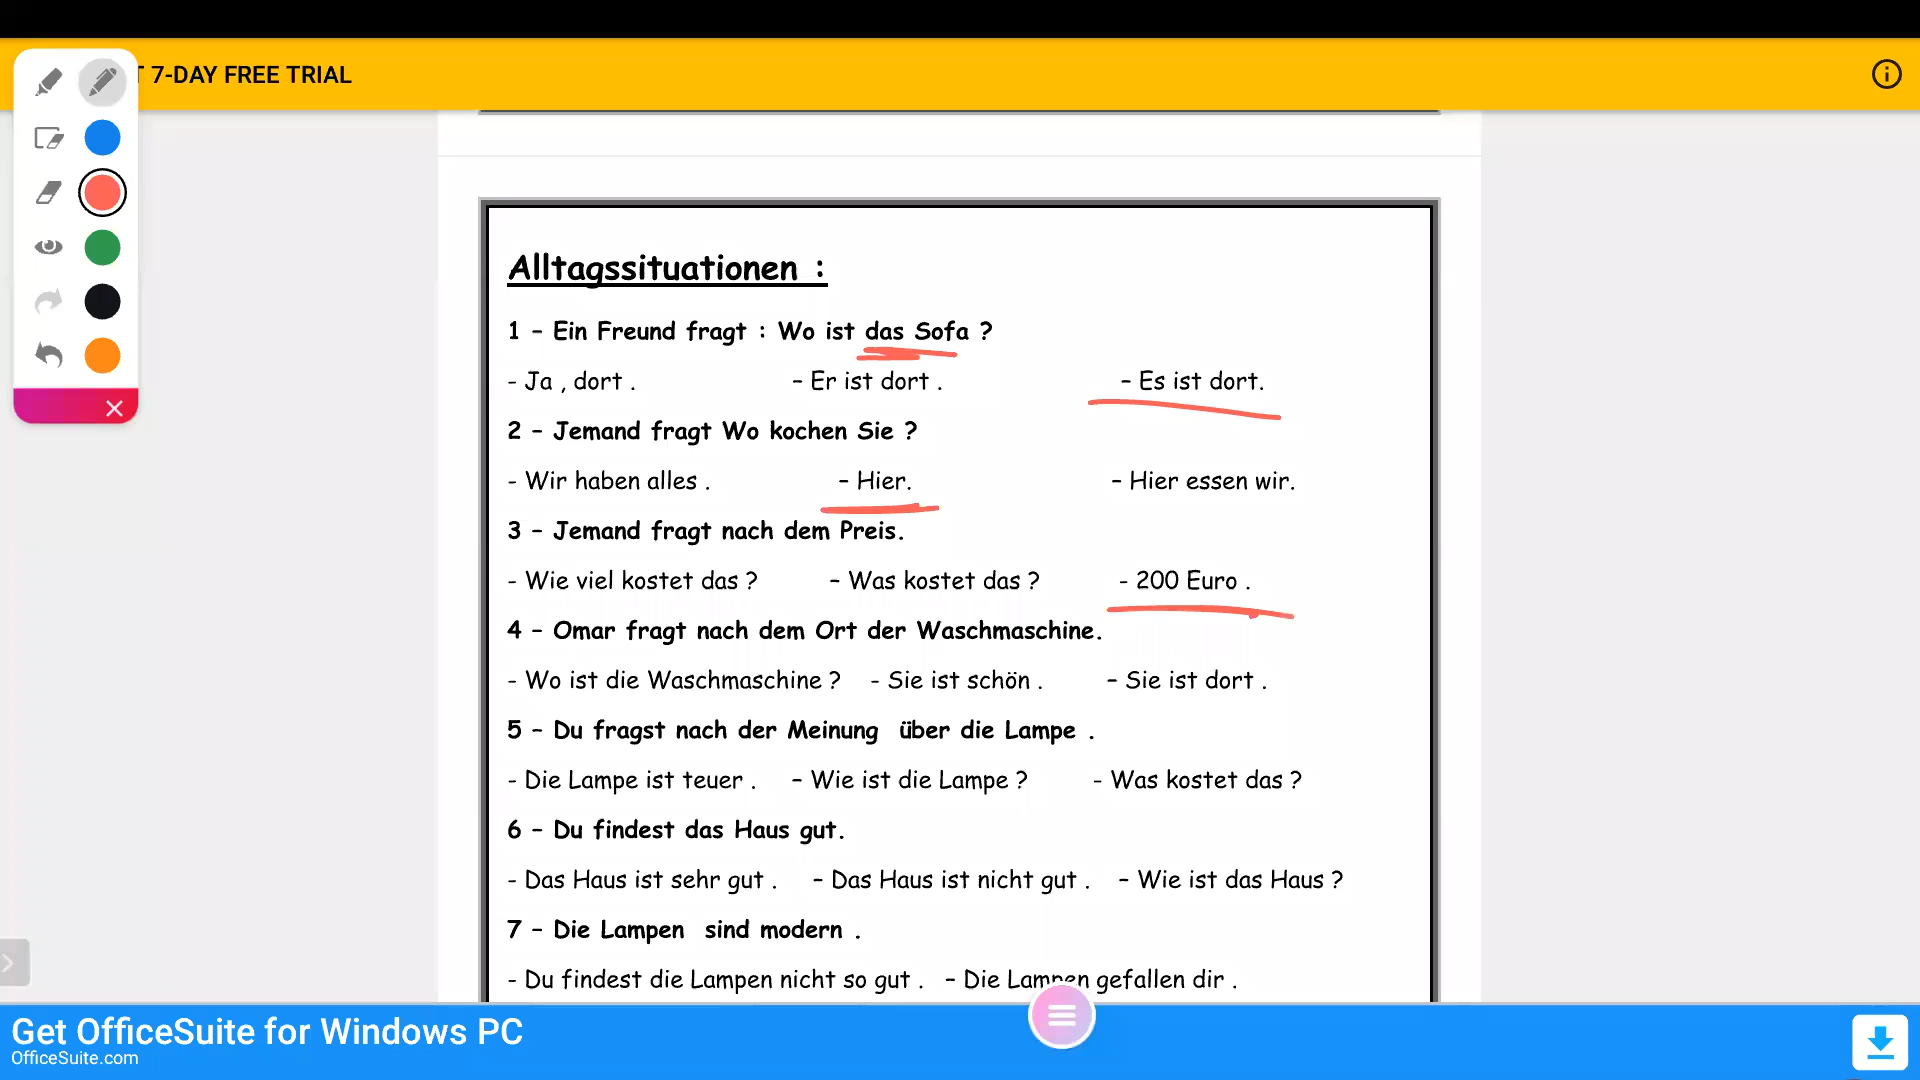 T 7-DAY FREE TRIAL
Alltagssituationen :
1 - Ein Freund fragt : Wo ist das Sofa ?
- Ja , dort . - Er ist dort . - Es ist dort.
2 - Jemand fragt Wo kochen Sie ?
- Wir haben alles . - Hier. - Hier essen wir.
3 - Jemand fragt nach dem Preis.
- Wie viel kostet das ? - Was kostet das ? - 200 Euro .
4 - Omar fragt nach dem Ort der Waschmaschine.
- Wo ist die Waschmaschine ? - Sie ist schön . - Sie ist dort .
5 - Du fragst nach der Meinung über die Lampe .
- Die Lampe ist teuer . - Wie ist die Lampe ? - Was kostet das ?
6 - Du findest das Haus gut.
- Das Haus ist sehr gut . - Das Haus ist nicht gut . - Wie ist das Haus ?
7 - Die Lampen sind modern .
- Du findest die Lampen nicht so gut . - Die Lampen gefallen dir .
Get OfficeSuite for Windows PC
OfficeSuite.com